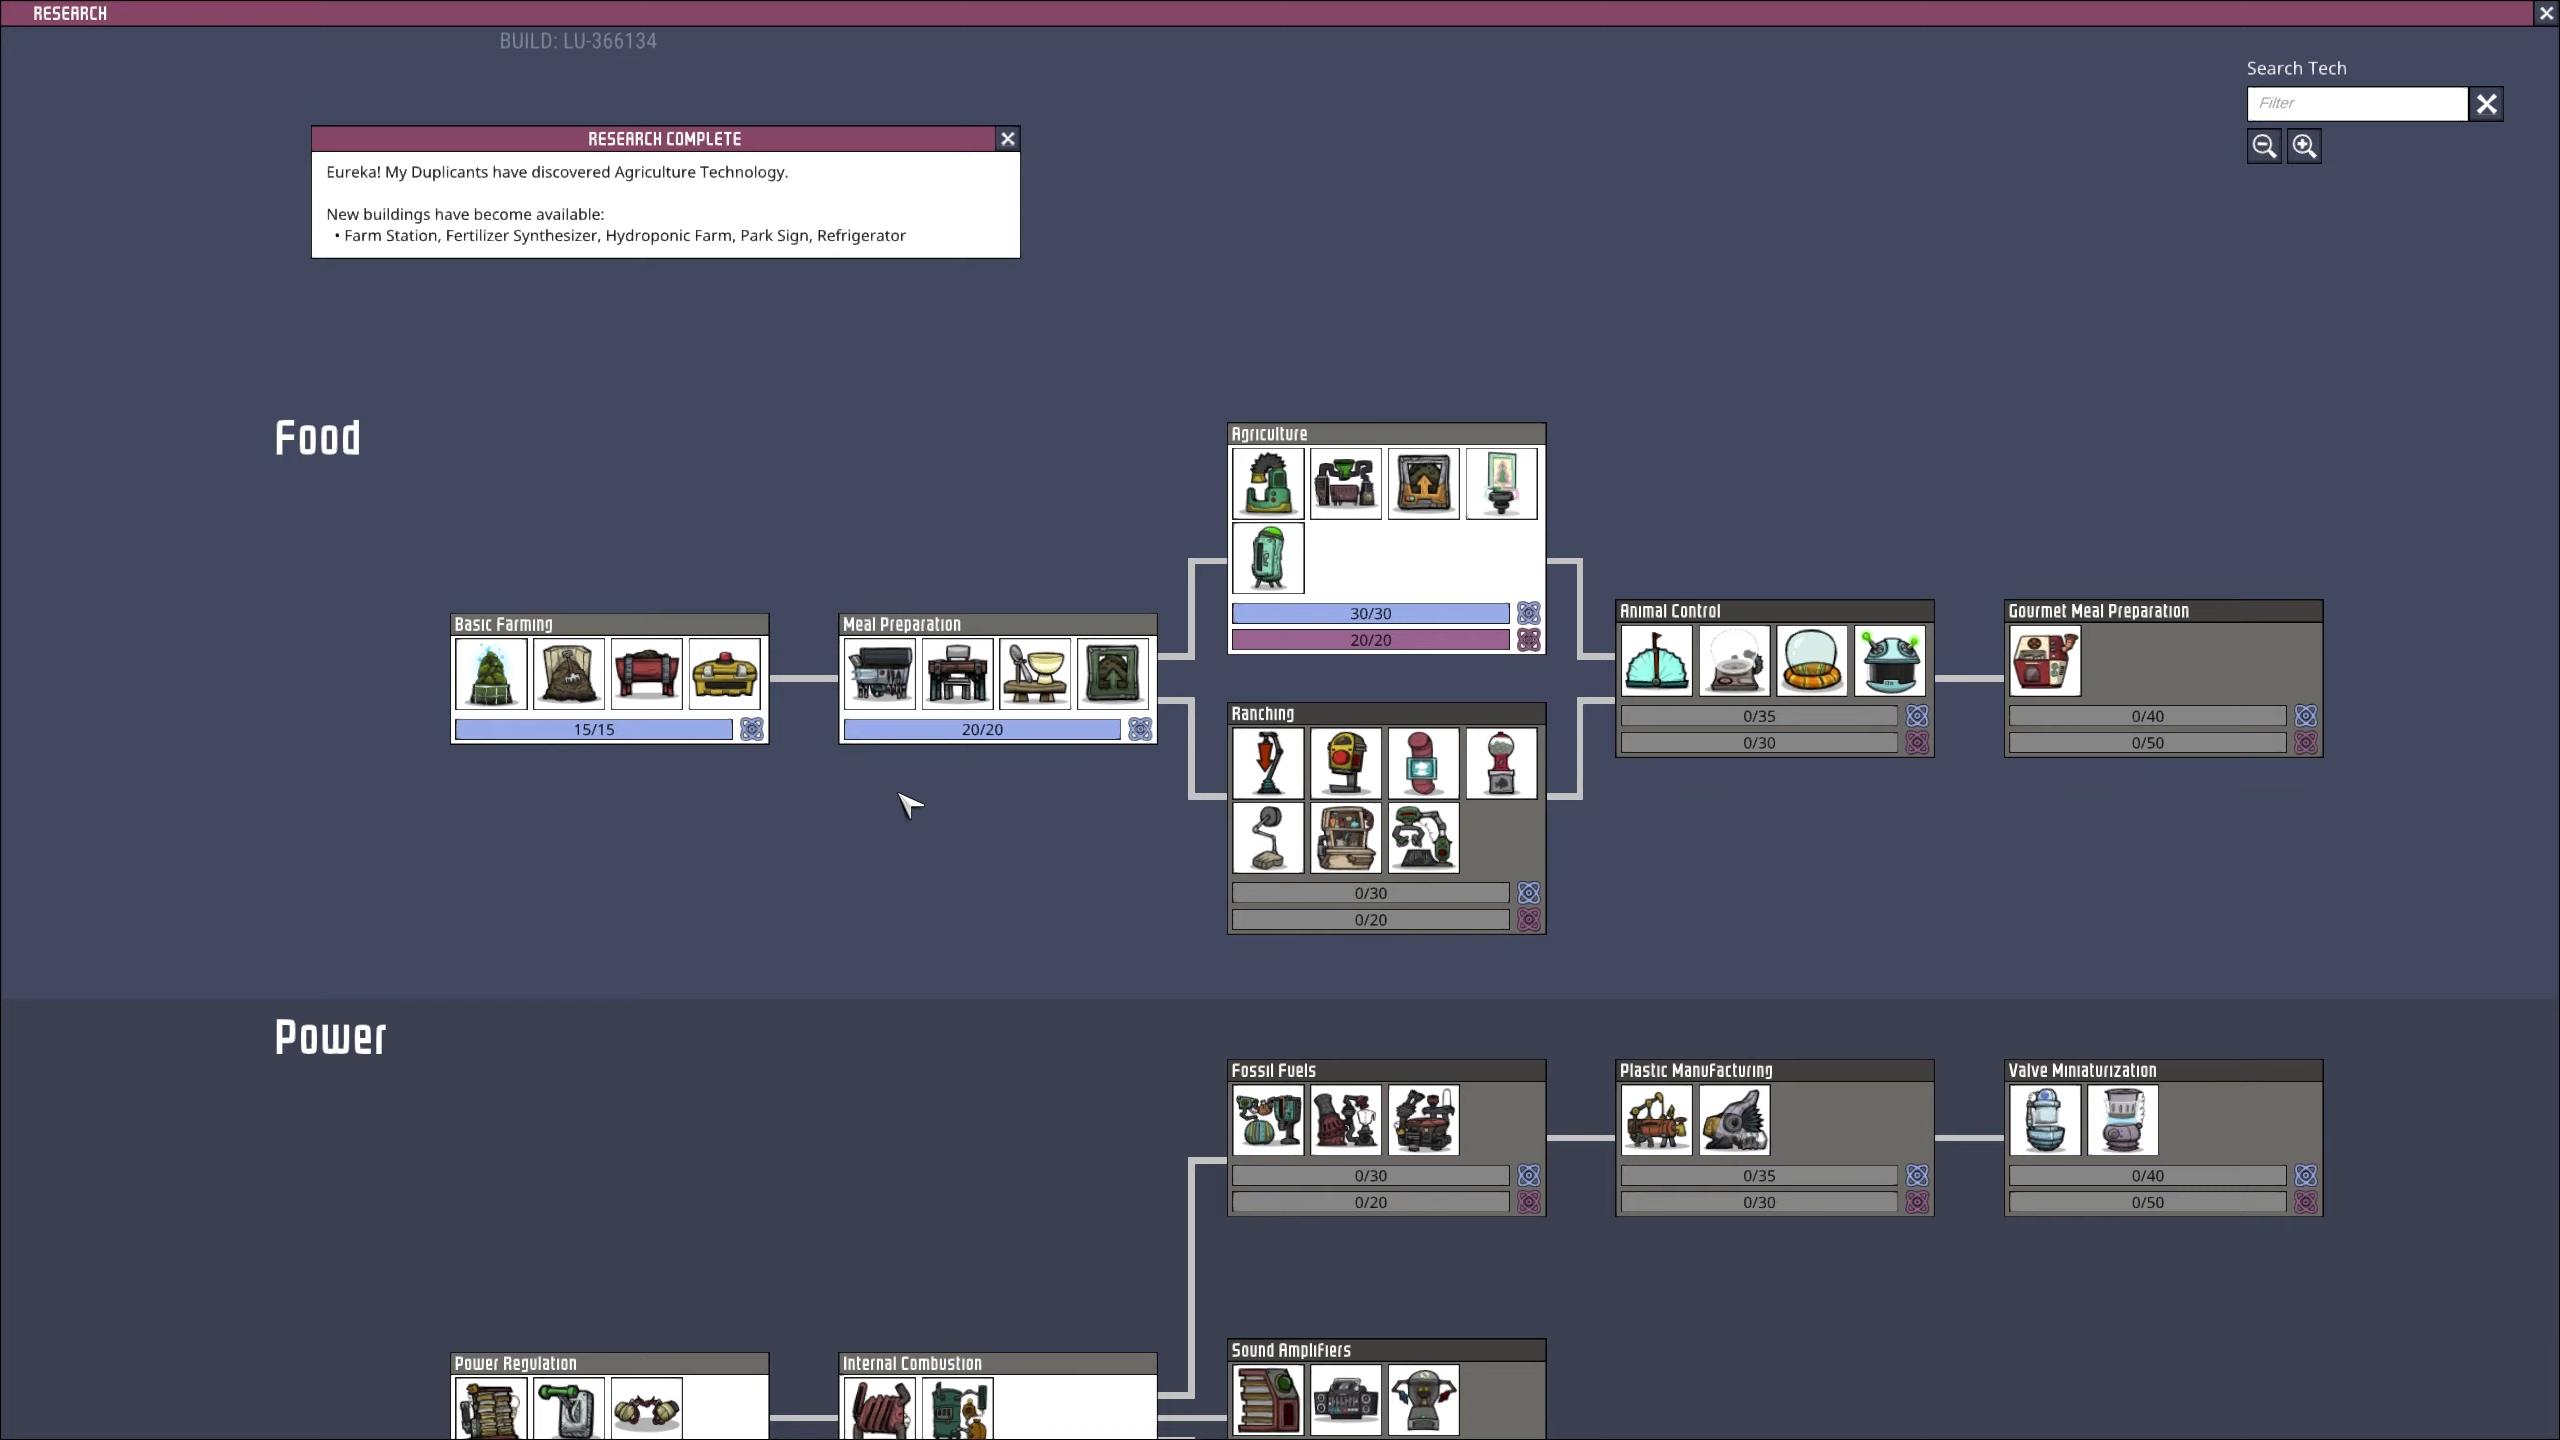 RESEARCH
BUILD: LU-366134
Search Tech
Filter
RESEARCH COMPLETE
Eureka! My Duplicants have discovered Agriculture Technology.
New buildings have become available:
• Farm Station, Fertilizer Synthesizer, Hydroponic Farm, Park Sign, Refrigerator
Food
Agriculture
30/30
20/20
Basic Farming
15/15
Meal Preparation
20/20
Animal Control
0/35
0/30
Gourmet Meal Preparation
0/40
0/50
Ranching
0/30
0/20
Power
Fossil Fuels
0/30
0/20
Plastic Manufacturing
0/35
0/30
Valve Miniaturization
0/40
0/50
Power Regulation
Internal Combustion
Sound Amplifiers